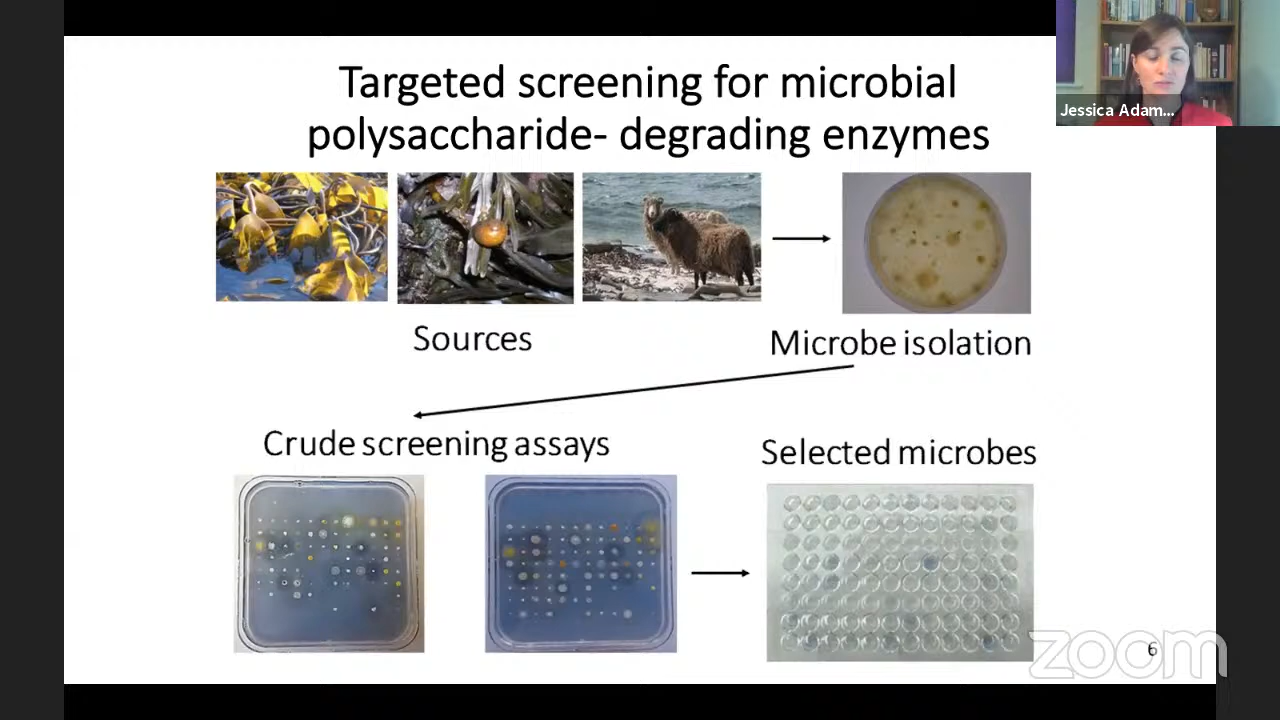 Targeted screening for microbial
polysaccharide- degrading enzymes
Jessica Adam...
Sources
Microbe isolation
Crude screening assays
Selected microbes
zoom
6